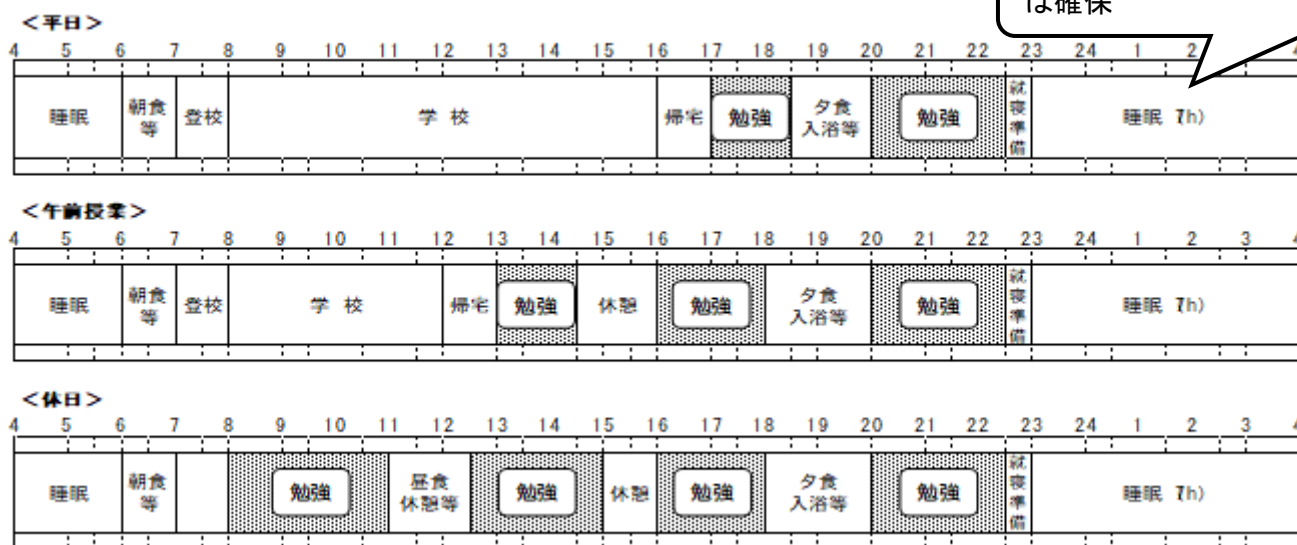 は確保
＜平日＞
4 5 6 7 8 9 10 11 12 13 14 15 16 17 18 19 20 21 22 23 24 1 2 4
睡眠 朝食等 登校 学 校 帰宅 勉強 夕食入浴等 勉強 就寝準備 睡眠 7h)
＜午前授業＞
4 5 6 7 8 9 10 11 12 13 14 15 16 17 18 19 20 21 22 23 24 1 2 3 4
睡眠 朝食等 登校 学 校 帰宅 勉強 休憩 勉強 夕食入浴等 勉強 就寝準備 睡眠 7h)
＜休日＞
4 5 6 7 8 9 10 11 12 13 14 15 16 17 18 19 20 21 22 23 24 1 2 3 4
睡眠 朝食等 勉強 昼食休憩等 勉強 休憩 勉強 夕食入浴等 勉強 就寝準備 睡眠 7h)